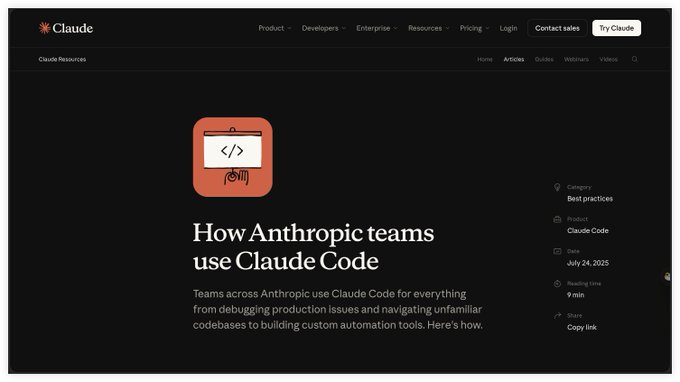 Claude
Product
Developers
Enterprise
Resources
Pricing
Login
Contact sales
Try Claude
Claude Resources
Home
Articles
Guides
Webinars
Videos
</>
How Anthropic teams
use Claude Code
Teams across Anthropic use Claude Code for everything
from debugging production issues and navigating unfamiliar
codebases to building custom automation tools. Here's how.
Category
Best practices
Product
Claude Code
Date
July 24, 2025
Reading time
9 min
Share
Copy link